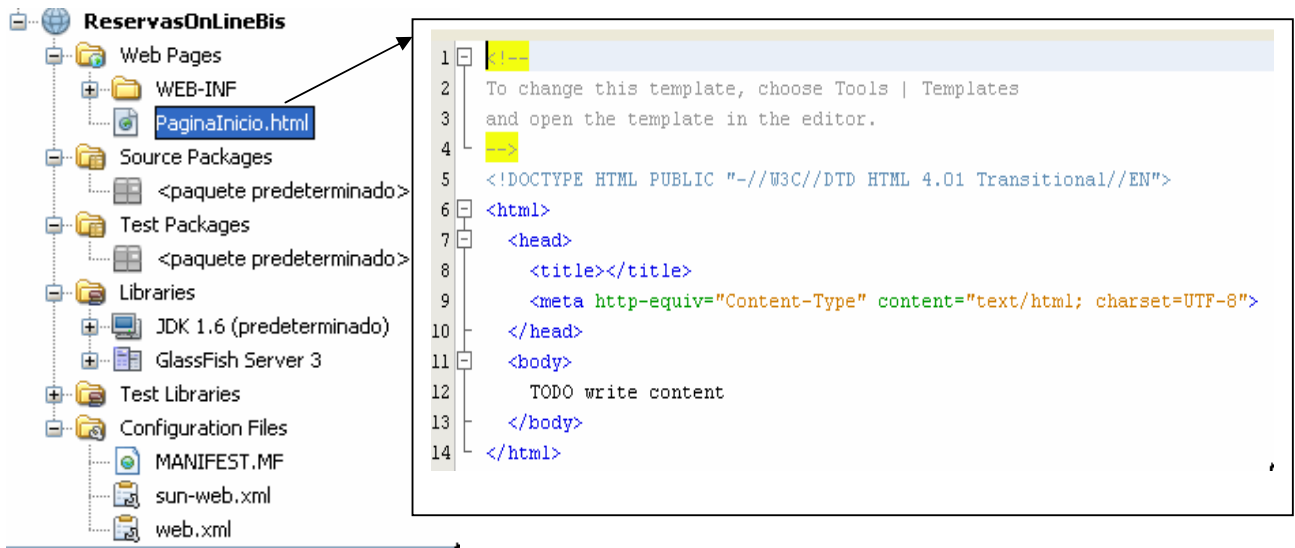 ReservasOnLineBis
Web Pages
WEB-INF
PaginaInicio.html
Source Packages
<paquete predeterminado>
Test Packages
<paquete predeterminado>
Libraries
JDK 1.6 (predeterminado)
GlassFish Server 3
Test Libraries
Configuration Files
MANIFEST.MF
sun-web.xml
web.xml
1 <!--
2 To change this template, choose Tools | Templates
3 and open the template in the editor.
4 -->
5 <!DOCTYPE HTML PUBLIC "-//W3C//DTD HTML 4.01 Transitional//EN">
6 <html>
7 <head>
8 <title></title>
9 <meta http-equiv="Content-Type" content="text/html; charset=UTF-8">
10 </head>
11 <body>
12 TODO write content
13 </body>
14 </html>